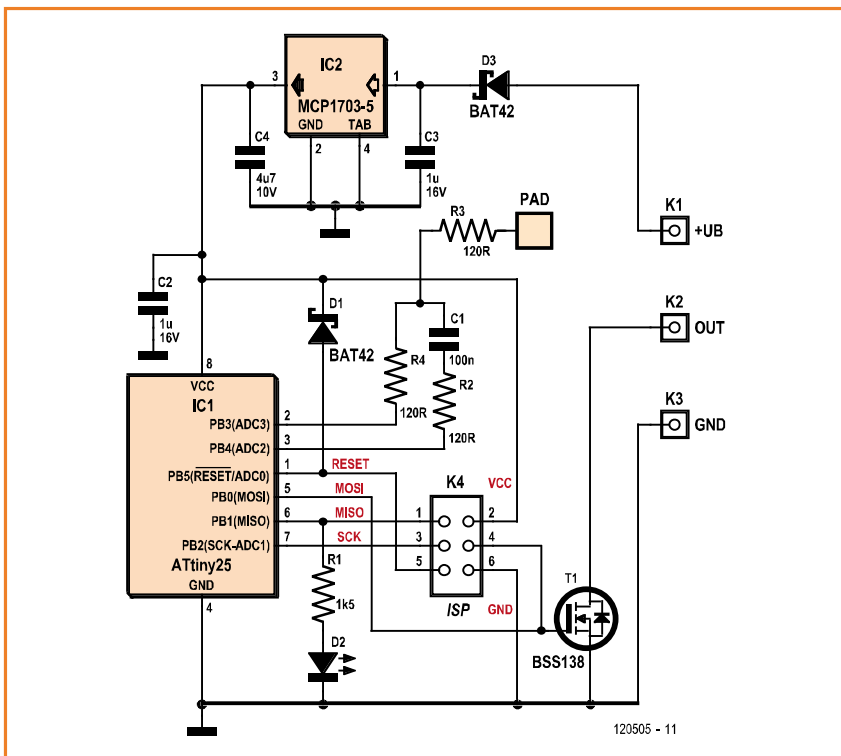 IC2
MCP1703-5
GND
TAB
3
1
2
4
D3
BAT42
C4
4u7
10V
C3
1u
16V
R3
120R
PAD
K1
+UB
C2
1u
16V
D1
BAT42
C1
100n
R4
120R
R2
120R
K2
OUT
K3
GND
8
VCC
IC1
PB3(ADC3)
2
PB4(ADC2)
3
PB5(RESET/ADC0)
1
RESET
PB0(MOSI)
5
MOSI
PB1(MISO)
6
MISO
PB2(SCK-ADC1)
7
SCK
ATtiny25
GND
4
K4
VCC
1
2
3
4
5
6
ISP
GND
R1
1k5
D2
T1
BSS138
120505 - 11